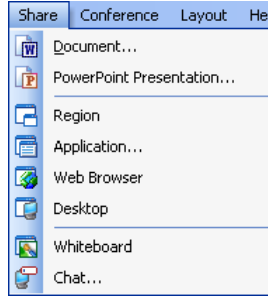 Share Conference Layout He
Document...
PowerPoint Presentation...
Region
Application...
Web Browser
Desktop
Whiteboard
Chat...